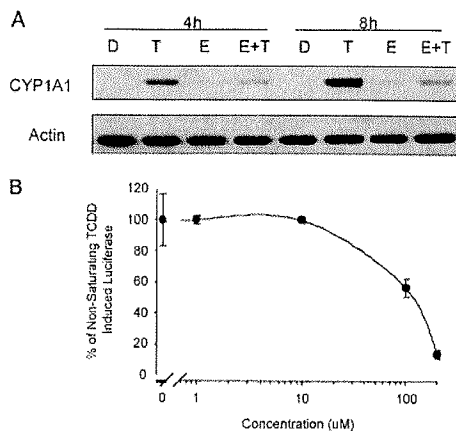 A
4h 8h
D T E E+T D T E E+T
CYP1A1
Actin
B
% of Non-Saturating TCDD
Induced Luciferase
120
100
80
60
40
20
0
0 1 10 100
Concentration (uM)